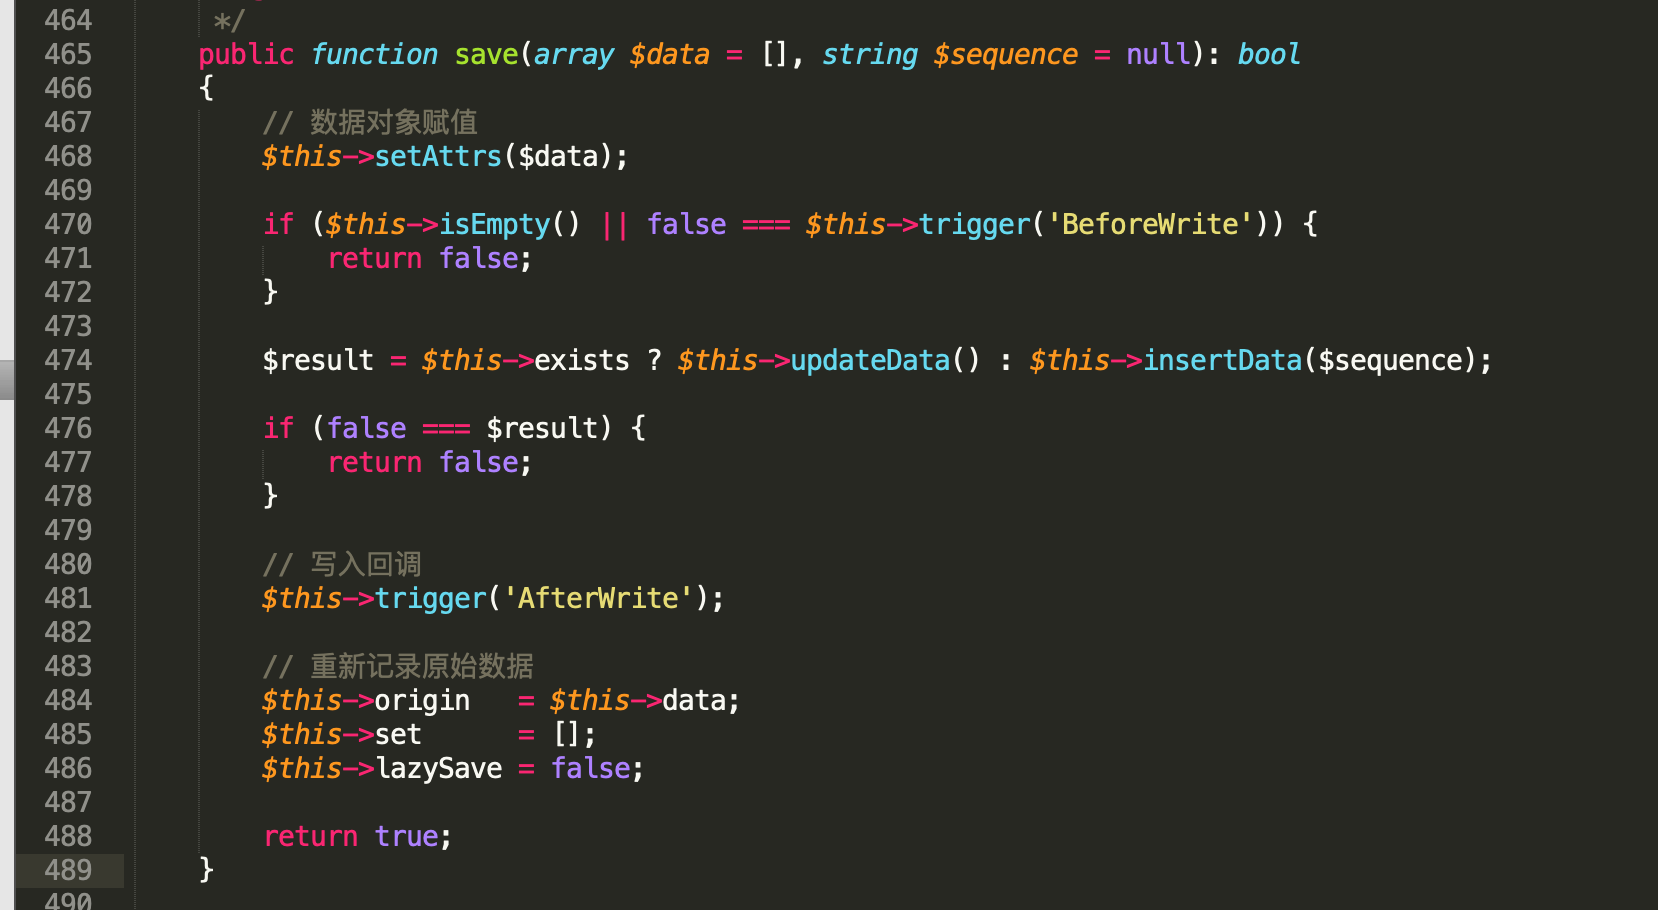 464 */
465 public function save(array $data = [], string $sequence = null): bool
466 {
467 // 数据对象赋值
468 $this->setAttrs($data);
469
470 if ($this->isEmpty() || false === $this->trigger('BeforeWrite')) {
471 return false;
472 }
473
474 $result = $this->exists ? $this->updateData() : $this->insertData($sequence);
475
476 if (false === $result) {
477 return false;
478 }
479
480 // 写入回调
481 $this->trigger('AfterWrite');
482
483 // 重新记录原始数据
484 $this->origin = $this->data;
485 $this->set = [];
486 $this->lazySave = false;
487
488 return true;
489 }
490